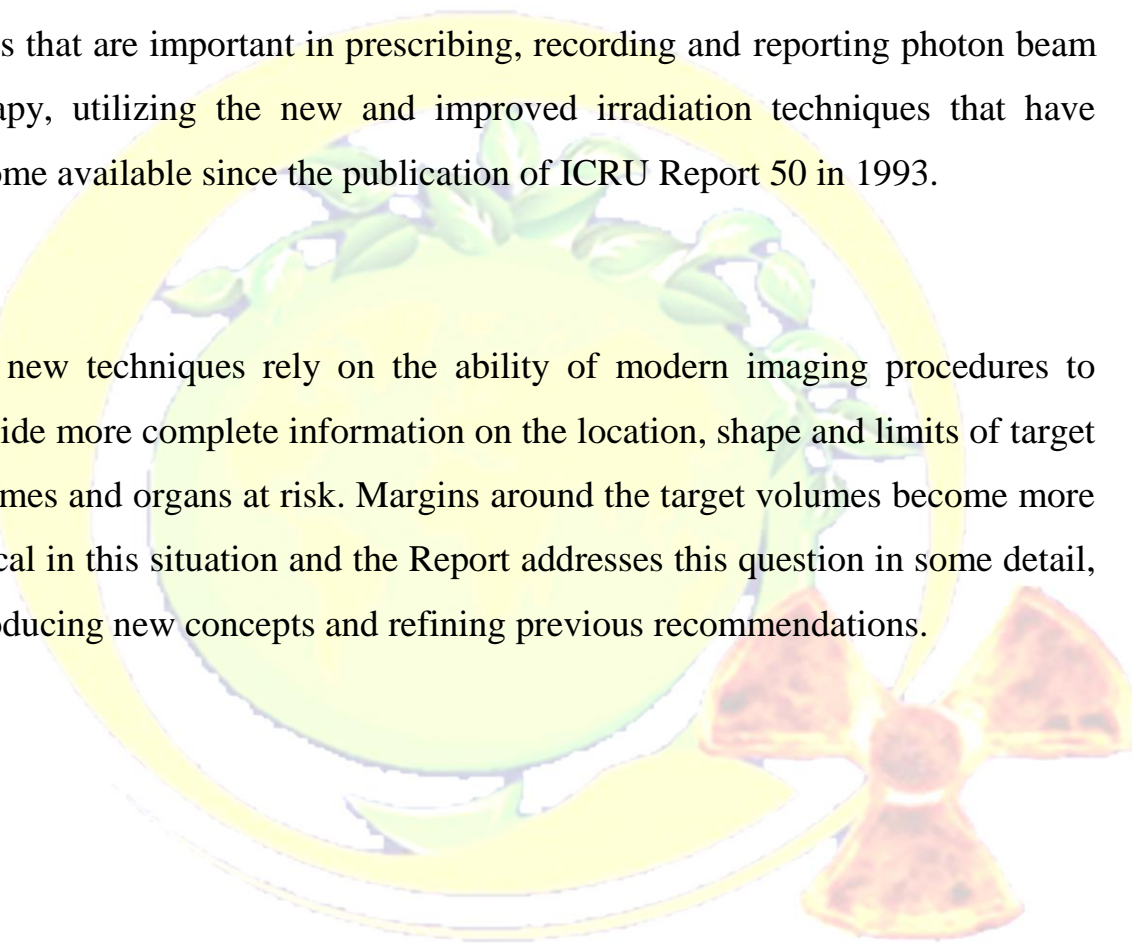 s that are important in prescribing, recording and reporting photon beam
apy, utilizing the new and improved irradiation techniques that have
ome available since the publication of ICRU Report 50 in 1993.
new techniques rely on the ability of modern imaging procedures to
ide more complete information on the location, shape and limits of target
mes and organs at risk. Margins around the target volumes become more
cal in this situation and the Report addresses this question in some detail,
oducing new concepts and refining previous recommendations.